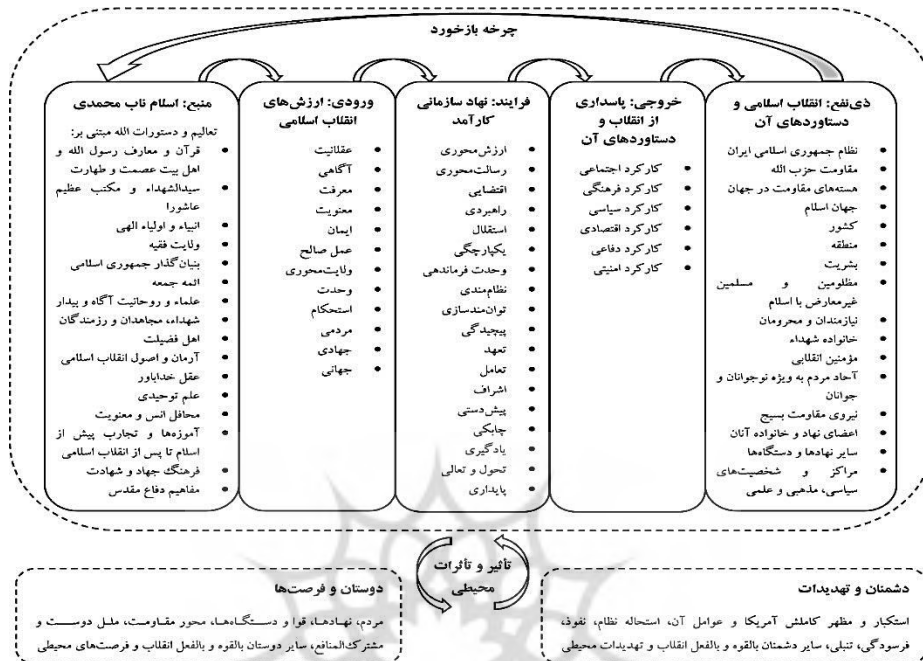 چرخه بازخورد
منبع: اسلام ناب محمدی
تعالیم و دستورات الله مبتنی بر:
قرآن و معارف رسول الله و
اهل بیت عصمت و طهارت
سیدالشهداء و مکتب عظیم
عاشورا
انبیاء و اولیاء الهی
ولایت فقیه
بنیان‌گذار جمهوری اسلامی
ائمه جمعه
علماء و روحانیت آگاه و بیدار
شهداء، مجاهدان و رزمندگان
اهل فضیلت
آرمان و اصول انقلاب اسلامی
عقل خداباور
علم توحیدی
محافل انس و معنویت
آموزه‌ها و تجارب پیش از
اسلام تا پس از انقلاب اسلامی
فرهنگ جهاد و شهادت
مفاهیم دفاع مقدس
ورودی: ارزش‌های
انقلاب اسلامی
عقلانیت
آگاهی
معرفت
معنویت
ایمان
عمل صالح
ولایت‌محوری
وحدت
استحکام
مردمی
جهادی
جهانی
فرایند: نهاد سازمانی
کارآمد
ارزش‌محوری
رسالت‌محوری
اقتضایی
راهبردی
استقلال
یکپارچگی
وحدت فرماندهی
نظام‌مندی
توان‌مندسازی
پیچیدگی
تعهد
تعامل
اشراف
پیش‌دستی
چابکی
یادگیری
تحول و تعالی
پایداری
خروجی: پاسداری
از انقلاب و
دستاوردهای آن
کارکرد اجتماعی
کارکرد فرهنگی
کارکرد سیاسی
کارکرد اقتصادی
کارکرد دفاعی
کارکرد امنیتی
ذی‌نفع: انقلاب اسلامی و
دستاوردهای آن
نظام جمهوری اسلامی ایران
مقاومت حزب الله
هسته‌های مقاومت در جهان
جهان اسلام
کشور
منطقه
بشریت
مظلومین و مسلمین
غیرمعارض با اسلام
نیازمندان و محرومان
خانواده شهداء
مؤمنین انقلابی
آحاد مردم به ویژه نوجوانان و
جوانان
نیروی مقاومت بسیج
اعضای نهاد و خانواده آنان
سایر نهادها و دستگاه‌ها
مراکز و شخصیت‌های
سیاسی، مذهبی و علمی
تأثیر و تأثرات
محیطی
دوستان و فرصت‌ها
مردم، نهادها، قوا و دستگاه‌ها، محور مقاومت، ملل دوست و
مشترک‌المنافع، سایر دوستان بالقوه و بالفعل انقلاب و فرصت‌های محیطی
دشمنان و تهدیدات
استکبار و مظهر کاملش آمریکا و عوامل آن، استحاله نظام، نفوذ،
فرسودگی، تنبلی، سایر دشمنان بالقوه و بالفعل انقلاب و تهدیدات محیطی